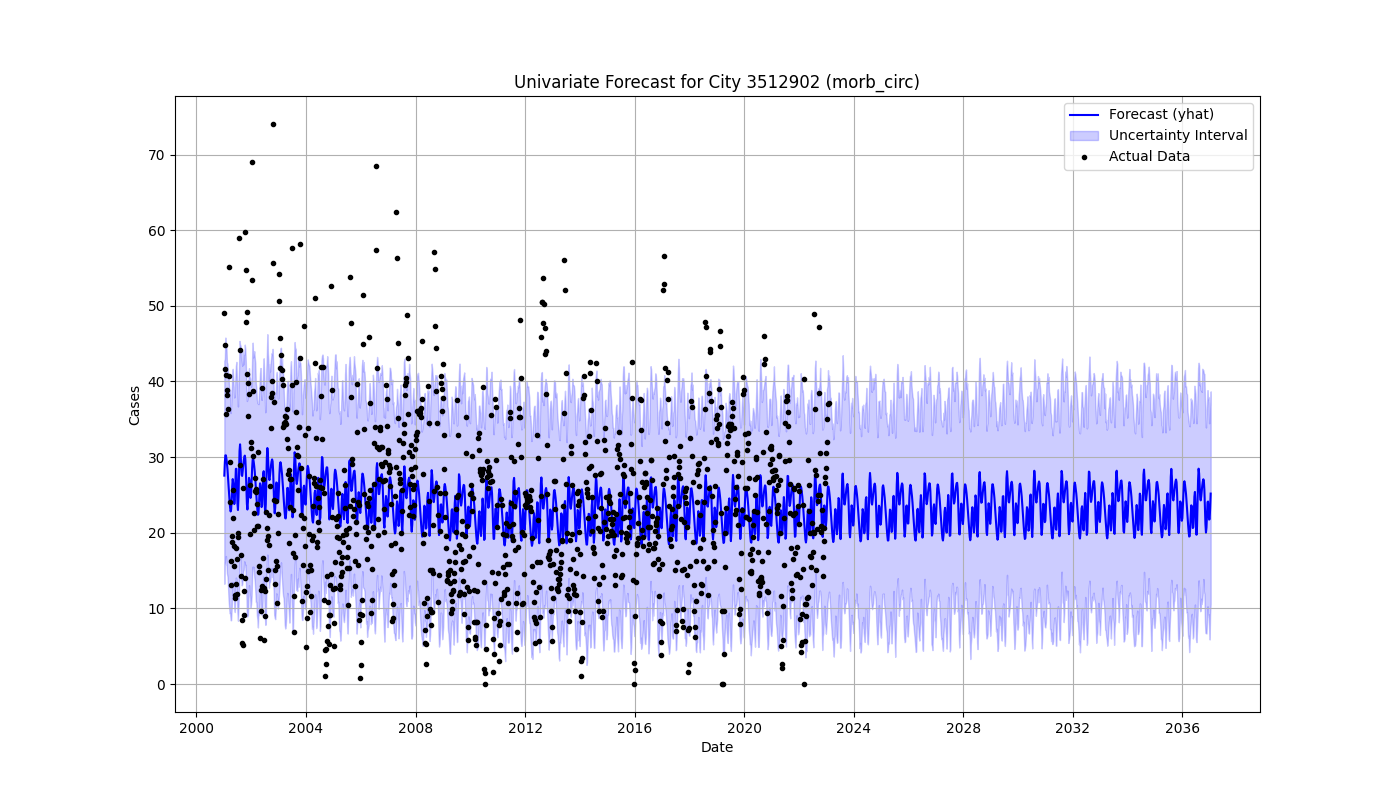 Univariate Forecast for City 3512902 (morb_circ)
Forecast (yhat)
Uncertainty Interval
Actual Data
70
60
50
40
30
20
10
0
Cases
2000 2004 2008 2012 2016 2020 2024 2028 2032 2036
Date